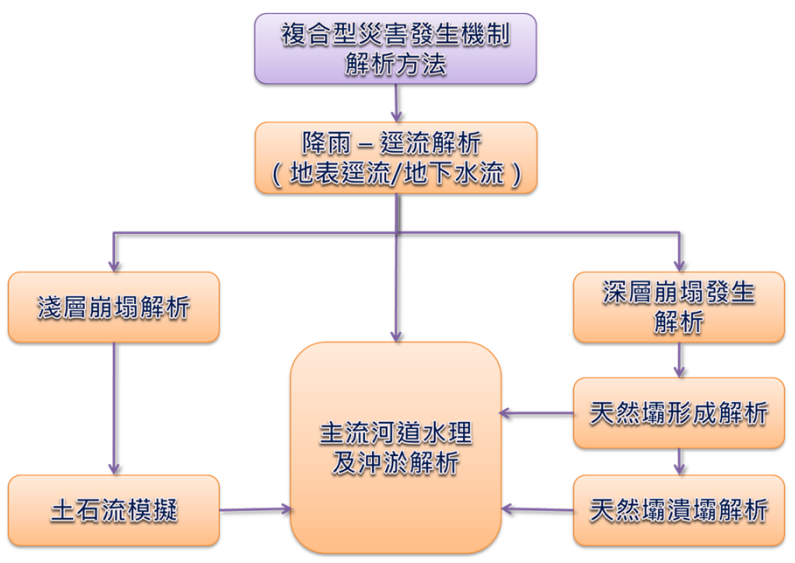 複合型災害發生機制
解析方法
降雨 – 逕流解析
( 地表逕流/地下水流 )
淺層崩塌解析
深層崩塌發生
解析
主流河道水理
及沖淤解析
天然壩形成解析
土石流模擬
天然壩潰壩解析